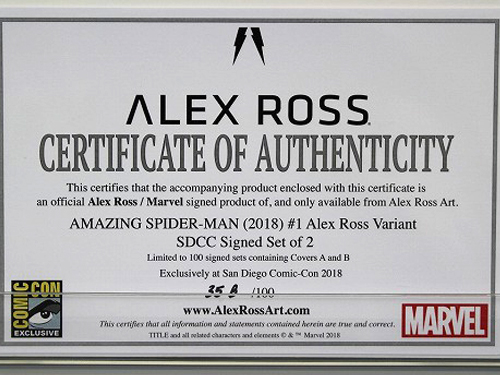 ALEX ROSS
CERTIFICATE OF AUTHENTICITY
This certifies that the accompanying product enclosed with this certificate is
an official Alex Ross / Marvel signed product of, and only available from Alex Ross Art.
AMAZING SPIDER-MAN (2018) #1 Alex Ross Variant
SDCC Signed Set of 2
Limited to 100 signed sets containing Covers A and B
Exclusively at San Diego Comic-Con 2018
35 B /100
www.AlexRossArt.com
This certifies that all information and statements contained herein are true and correct.
TITLE and all related characters and elements © & ™ Marvel 2018
COMIC CON
EXCLUSIVE
MARVEL